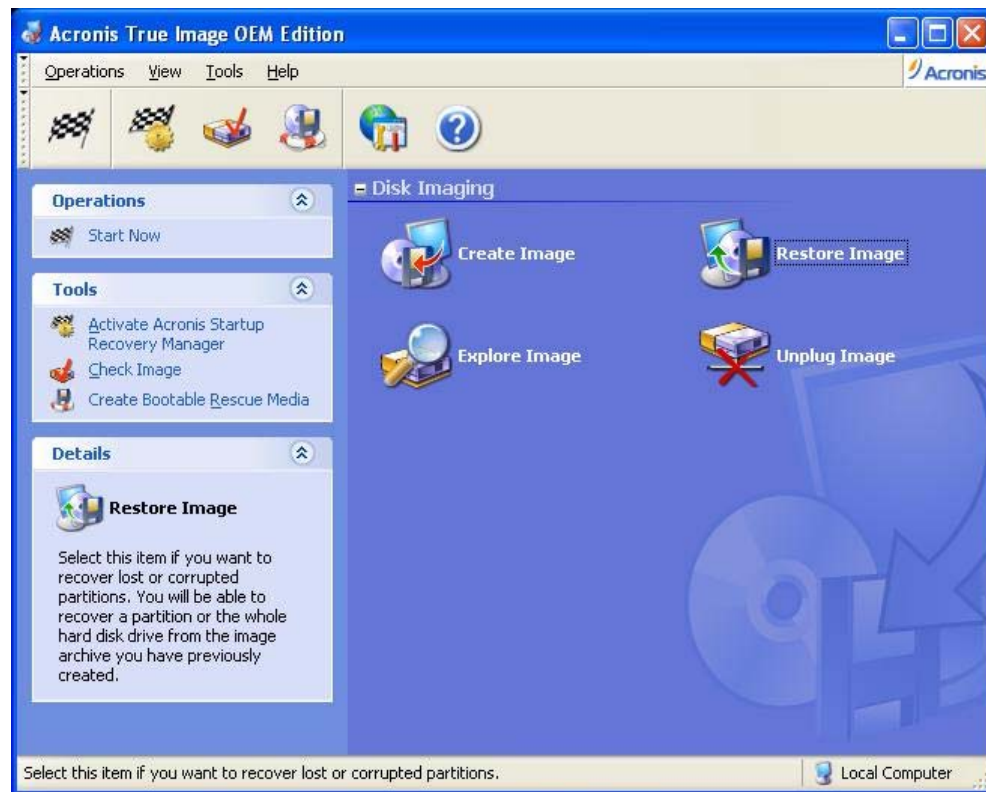 Acronis True Image OEM Edition
Operations View Tools Help
Acronis
Operations
Start Now
Tools
Activate Acronis Startup
Recovery Manager
Check Image
Create Bootable Rescue Media
Details
Restore Image
Select this item if you want to
recover lost or corrupted
partitions. You will be able to
recover a partition or the whole
hard disk drive from the image
archive you have previously
created.
Disk Imaging
Create Image
Restore Image
Explore Image
Unplug Image
Select this item if you want to recover lost or corrupted partitions.
Local Computer